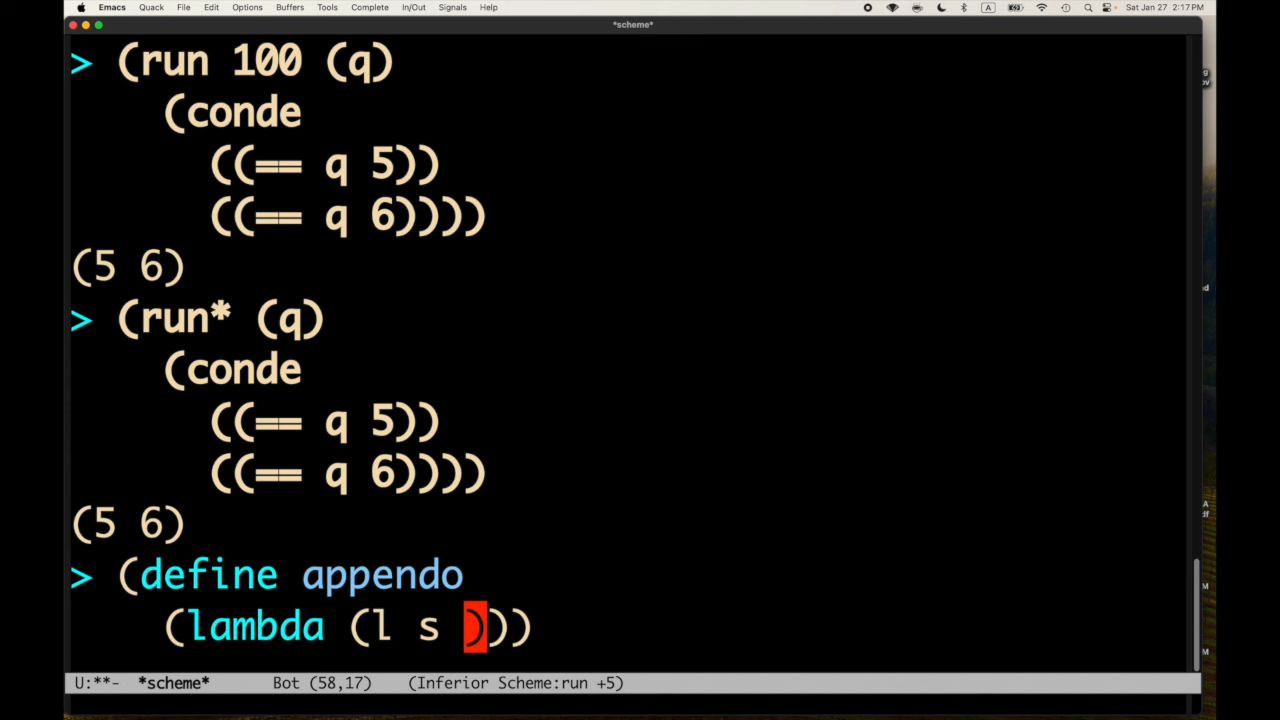 Emacs Quack File Edit Options Buffers Tools Complete In/Out Signals Help A Sat Jan 27 2:17 PM
*scheme*
> (run 100 (q)
(conde
((== q 5))
((== q 6))))
(5 6)
> (run* (q)
(conde
((== q 5))
((== q 6))))
(5 6)
> (define appendo
(lambda (l s )))
U:**- *scheme* Bot (58,17) (Inferior Scheme:run +5)